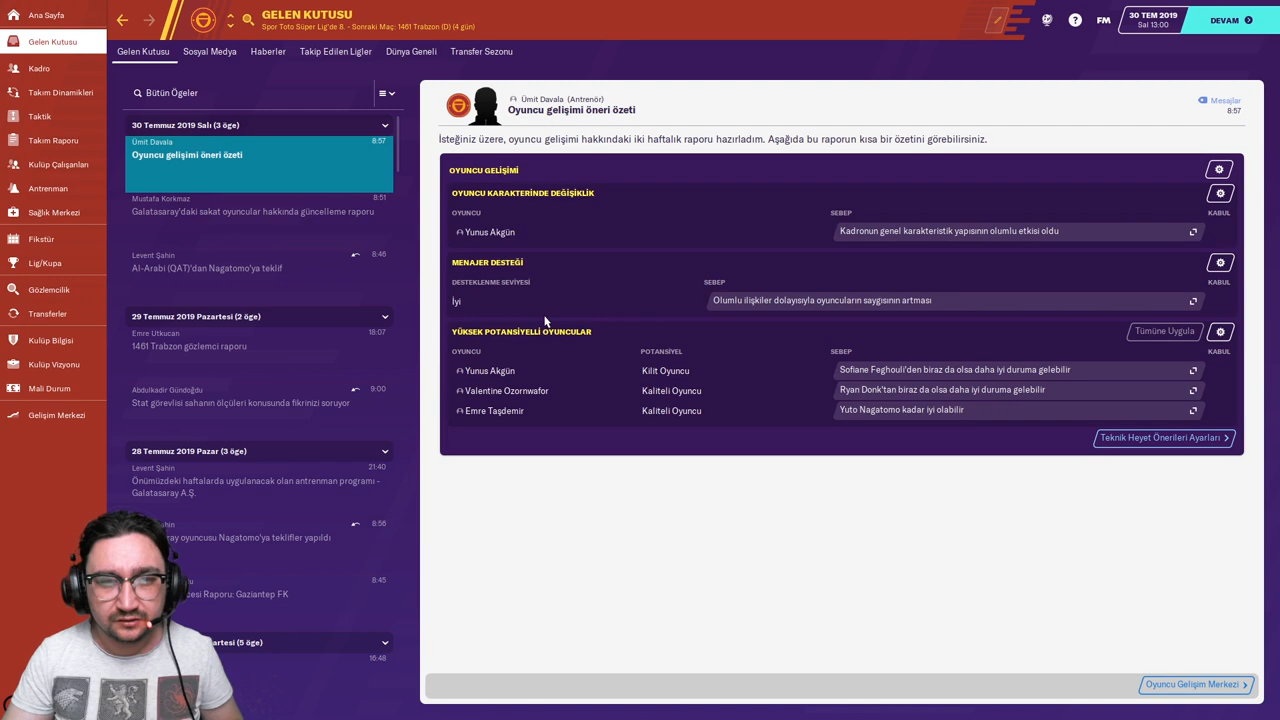 Ana Sayfa
Gelen Kutusu
Kadro
Takım Dinamikleri
Taktik
Takım Raporu
Kulüp Çalışanları
Antrenman
Sağlık Merkezi
Fikstür
Lig/Kupa
Gözlemcilik
Transferler
Kulüp Bilgisi
Kulüp Vizyonu
Mali Durum
Gelişim Merkezi
GELEN KUTUSU
Spor Toto Süper Lig'de 8. - Sonraki Maç: 1461 Trabzon (D) (4 gün)
FM
30 TEM 2019
Sal 13:00
DEVAM
Gelen Kutusu
Sosyal Medya
Haberler
Takip Edilen Ligler
Dünya Geneli
Transfer Sezonu
Bütün Ögeler
30 Temmuz 2019 Salı (3 öge)
Ümit Davala 8:57
Oyuncu gelişimi öneri özeti
Mustafa Korkmaz 8:51
Galatasaray'daki sakat oyuncular hakkında güncelleme raporu
Levent Şahin 8:46
Al-Arabi (QAT)'dan Nagatomo'ya teklif
29 Temmuz 2019 Pazartesi (2 öge)
Emre Utkucan 18:07
1461 Trabzon gözlemci raporu
Abdulkadir Gündoğdu 9:00
Stat görevlisi sahanın ölçüleri konusunda fikrinizi soruyor
28 Temmuz 2019 Pazar (3 öge)
Levent Şahin 21:40
Önümüzdeki haftalarda uygulanacak olan antrenman programı -
Galatasaray A.Ş.
8:56
oyuncusu Nagatomo'ya teklifler yapıldı
8:45
Raporu: Gaziantep FK
(5 öge)
16:48
Ümit Davala (Antrenör)
Oyuncu gelişimi öneri özeti
Mesajlar
8:57
İsteğiniz üzere, oyuncu gelişimi hakkındaki iki haftalık raporu hazırladım. Aşağıda bu raporun kısa bir özetini görebilirsiniz.
OYUNCU GELİŞİMİ
OYUNCU KARAKTERİNDE DEĞİŞİKLİK
OYUNCU SEBEP KABUL
Yunus Akgün Kadronun genel karakteristik yapısının olumlu etkisi oldu
MENAJER DESTEĞİ
DESTEKLENME SEVİYESİ SEBEP KABUL
İyi Olumlu ilişkiler dolayısıyla oyuncuların saygısının artması
YÜKSEK POTANSİYELLİ OYUNCULAR Tümüne Uygula
OYUNCU POTANSİYEL SEBEP KABUL
Yunus Akgün Kilit Oyuncu Sofiane Feghouli'den biraz da olsa daha iyi duruma gelebilir
Valentine Ozornwafor Kaliteli Oyuncu Ryan Donk'tan biraz da olsa daha iyi duruma gelebilir
Emre Taşdemir Kaliteli Oyuncu Yuto Nagatomo kadar iyi olabilir
Teknik Heyet Önerileri Ayarları
Oyuncu Gelişim Merkezi